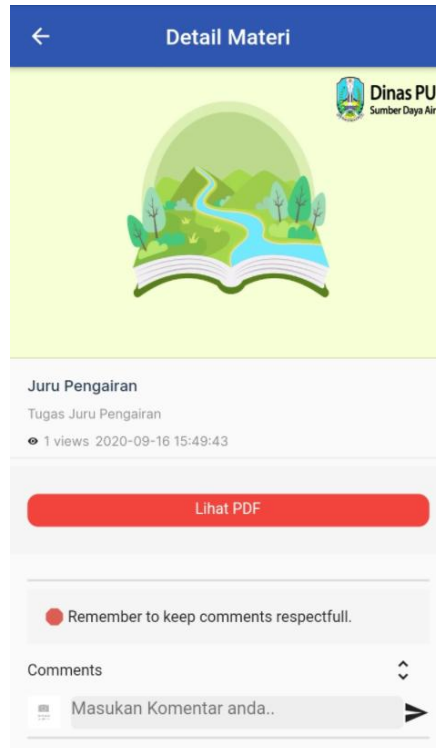 Detail Materi
Dinas PU
Sumber Daya Air
Juru Pengairan
Tugas Juru Pengairan
1 views 2020-09-16 15:49:43
Lihat PDF
Remember to keep comments respectfull.
Comments
Masukan Komentar anda..